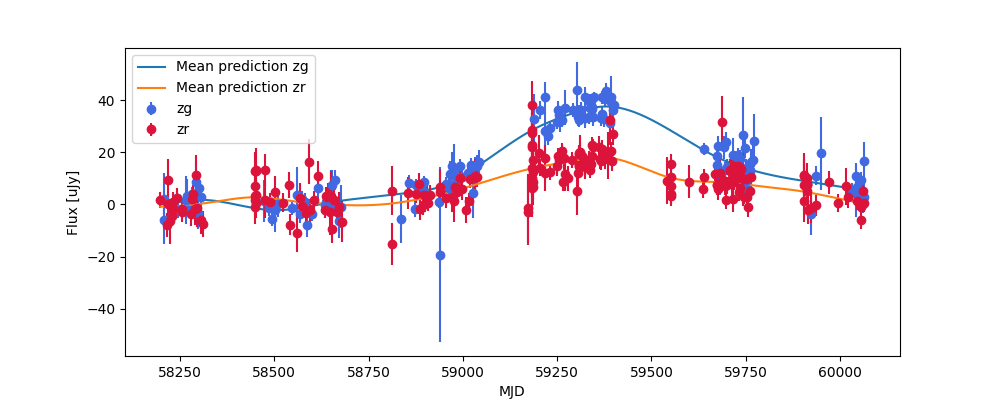 Mean prediction zg
Mean prediction zr
zg
zr
Flux [uJy]
40
20
0
−20
−40
58250
58500
58750
59000
59250
59500
59750
60000
MJD